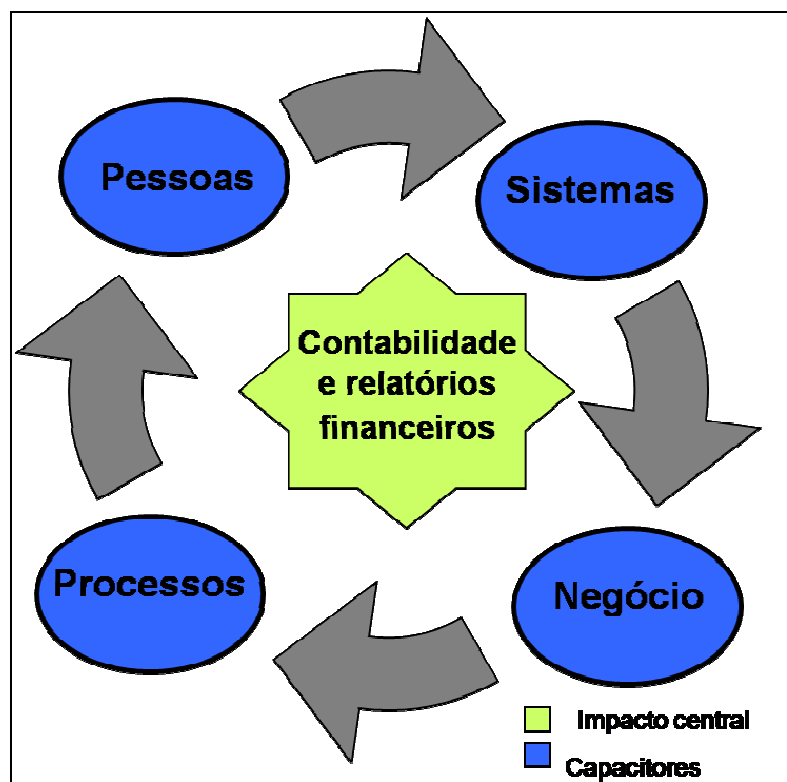 Pessoas
Sistemas
Contabilidade
e relatórios
financeiros
Processos
Negócio
Impacto central
Capacitores